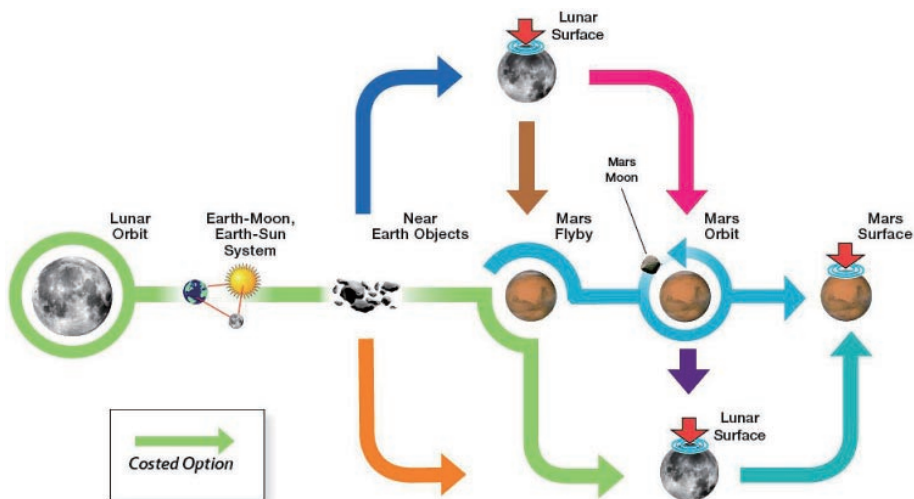 Lunar
Surface
Mars
Moon
Lunar
Orbit
Earth-Moon,
Earth-Sun
System
Near
Earth Objects
Mars
Flyby
Mars
Orbit
Mars
Surface
Lunar
Surface
Costed Option